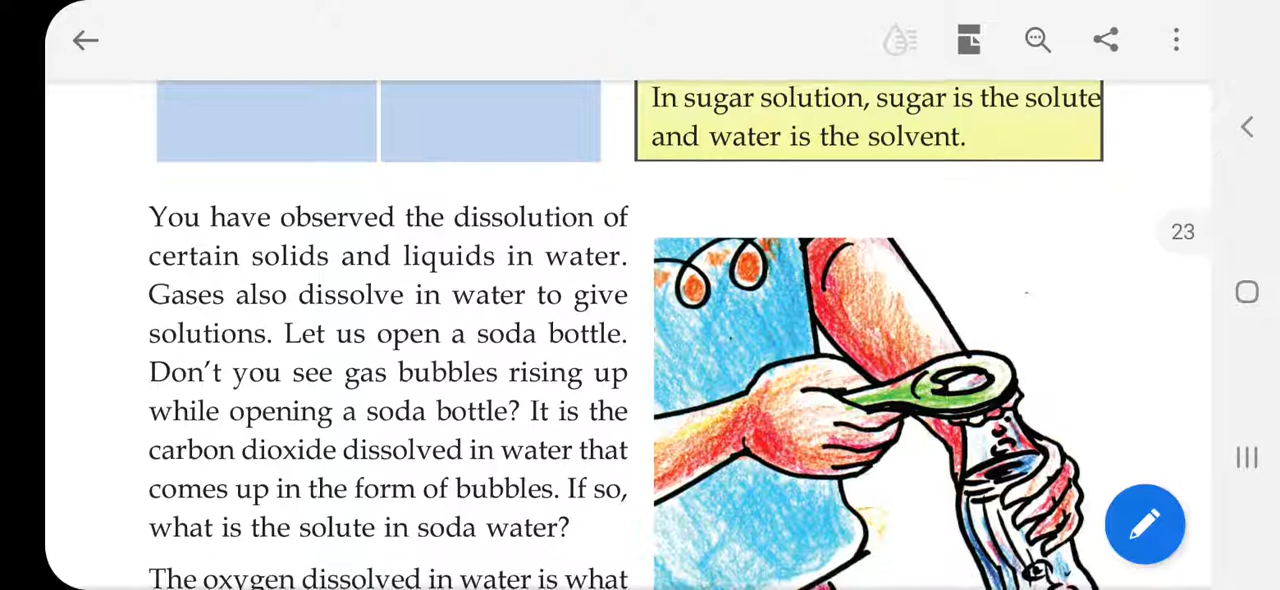 In sugar solution, sugar is the solute
and water is the solvent.
You have observed the dissolution of
certain solids and liquids in water.
Gases also dissolve in water to give
solutions. Let us open a soda bottle.
Don't you see gas bubbles rising up
while opening a soda bottle? It is the
carbon dioxide dissolved in water that
comes up in the form of bubbles. If so,
what is the solute in soda water?
The oxygen dissolved in water is what
23